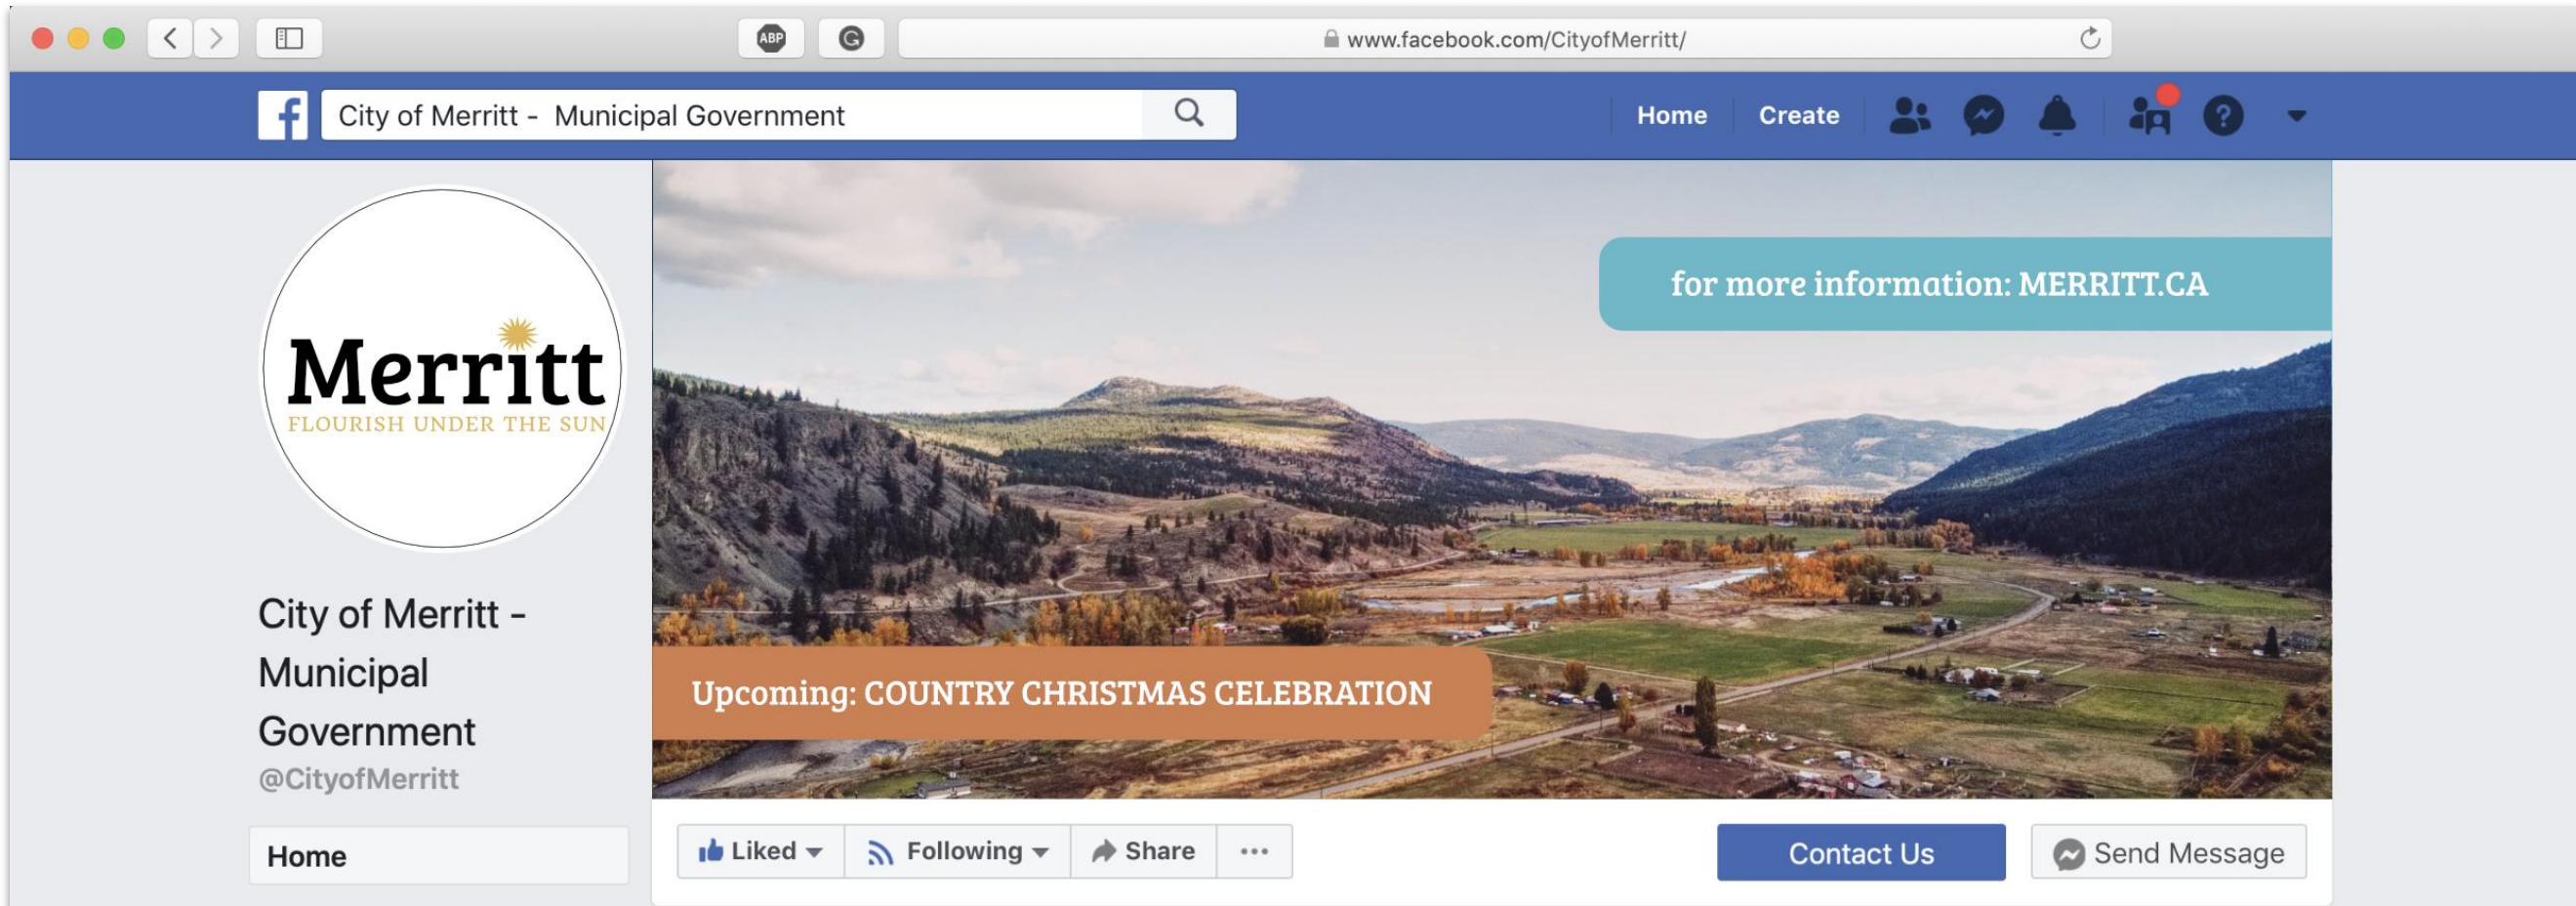 ABP
G
www.facebook.com/CityofMerritt/
f
City of Merritt - Municipal Government
Home
Create
?
Merritt
FLOURISH UNDER THE SUN
for more information: MERRITT.CA
Upcoming: COUNTRY CHRISTMAS CELEBRATION
City of Merritt -
Municipal
Government
@CityofMerritt
Home
Liked
Following
Share
...
Contact Us
Send Message